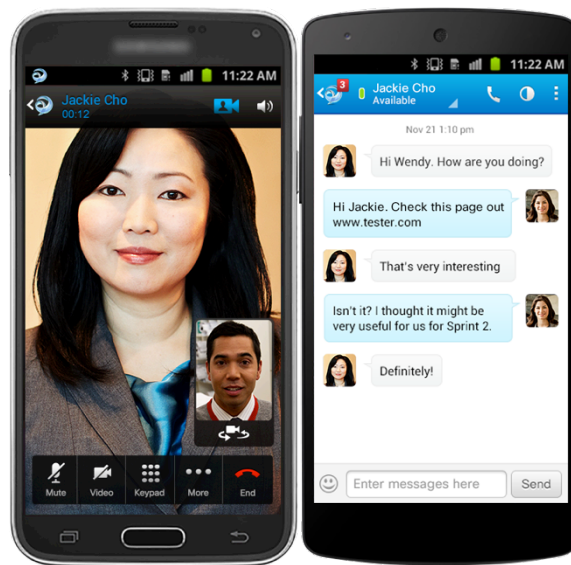 11:22 AM
Jackie Cho
00:12
Mute
Video
Keypad
More
End
11:22 AM
3
Jackie Cho
Available
Nov 21 1:10 pm
Hi Wendy. How are you doing?
Hi Jackie. Check this page out
www.tester.com
That's very interesting
Isn't it? I thought it might be
very useful for us for Sprint 2.
Definitely!
Enter messages here
Send